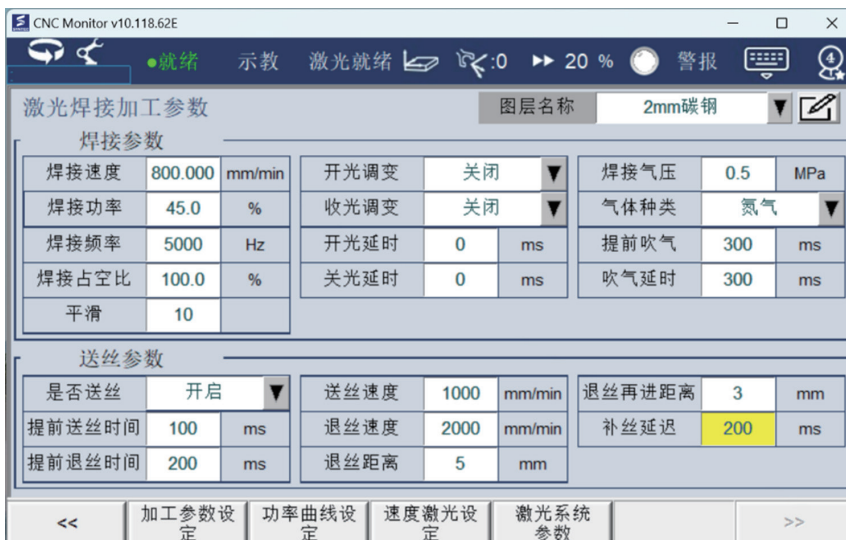 CNC Monitor v10.118.62E
就绪 示教 激光就绪 :0 20 % 警报 4
激光焊接加工参数 图层名称 2mm碳钢
焊接参数
焊接速度 800.000 mm/min 开光调变 关闭 焊接气压 0.5 MPa
焊接功率 45.0 % 收光调变 关闭 气体种类 氮气
焊接频率 5000 Hz 开光延时 0 ms 提前吹气 300 ms
焊接占空比 100.0 % 关光延时 0 ms 吹气延时 300 ms
平滑 10
送丝参数
是否送丝 开启 送丝速度 1000 mm/min 退丝再进距离 3 mm
提前送丝时间 100 ms 退丝速度 2000 mm/min 补丝延迟 200 ms
提前退丝时间 200 ms 退丝距离 5 mm
<< 加工参数设定 功率曲线设定 速度激光设定 激光系统参数 >>